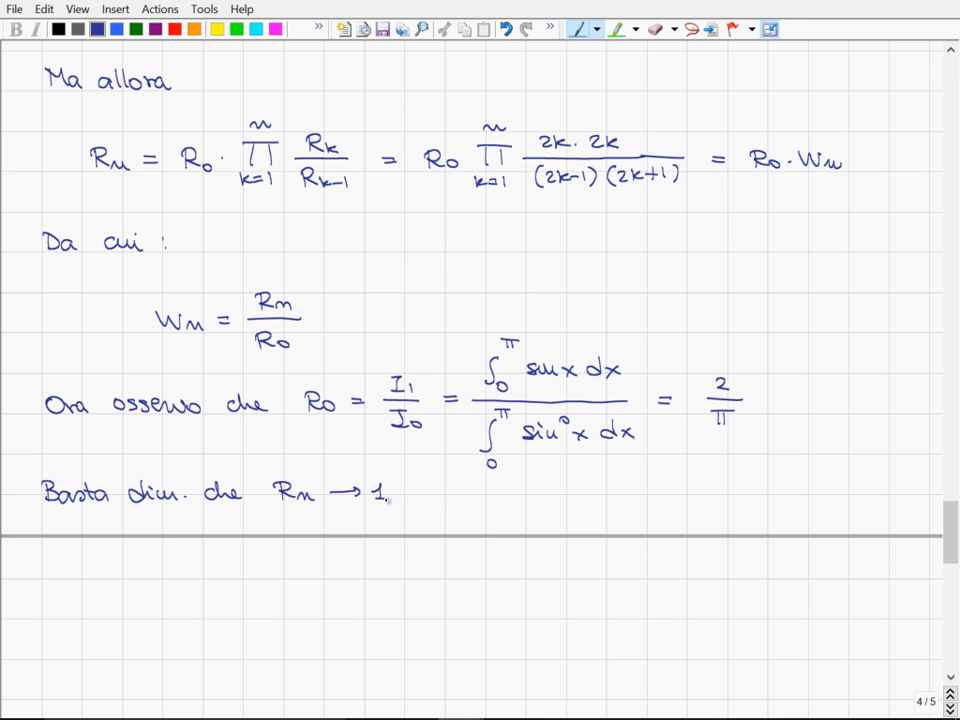 File Edit View Insert Actions Tools Help
B I
Ma allora
Rn = R0 · ∏_{k=1}^{n} Rk / Rk-1 = R0 ∏_{k=1}^{n} 2k · 2k / (2k-1)(2k+1) = R0 · Wn
Da cui :
Wn = Rn / R0
Ora osservo che R0 = I1 / I0 = ∫_0^π sin x dx / ∫_0^π sin^0 x dx = 2 / π
Basta dim. che Rn → 1.
4 / 5